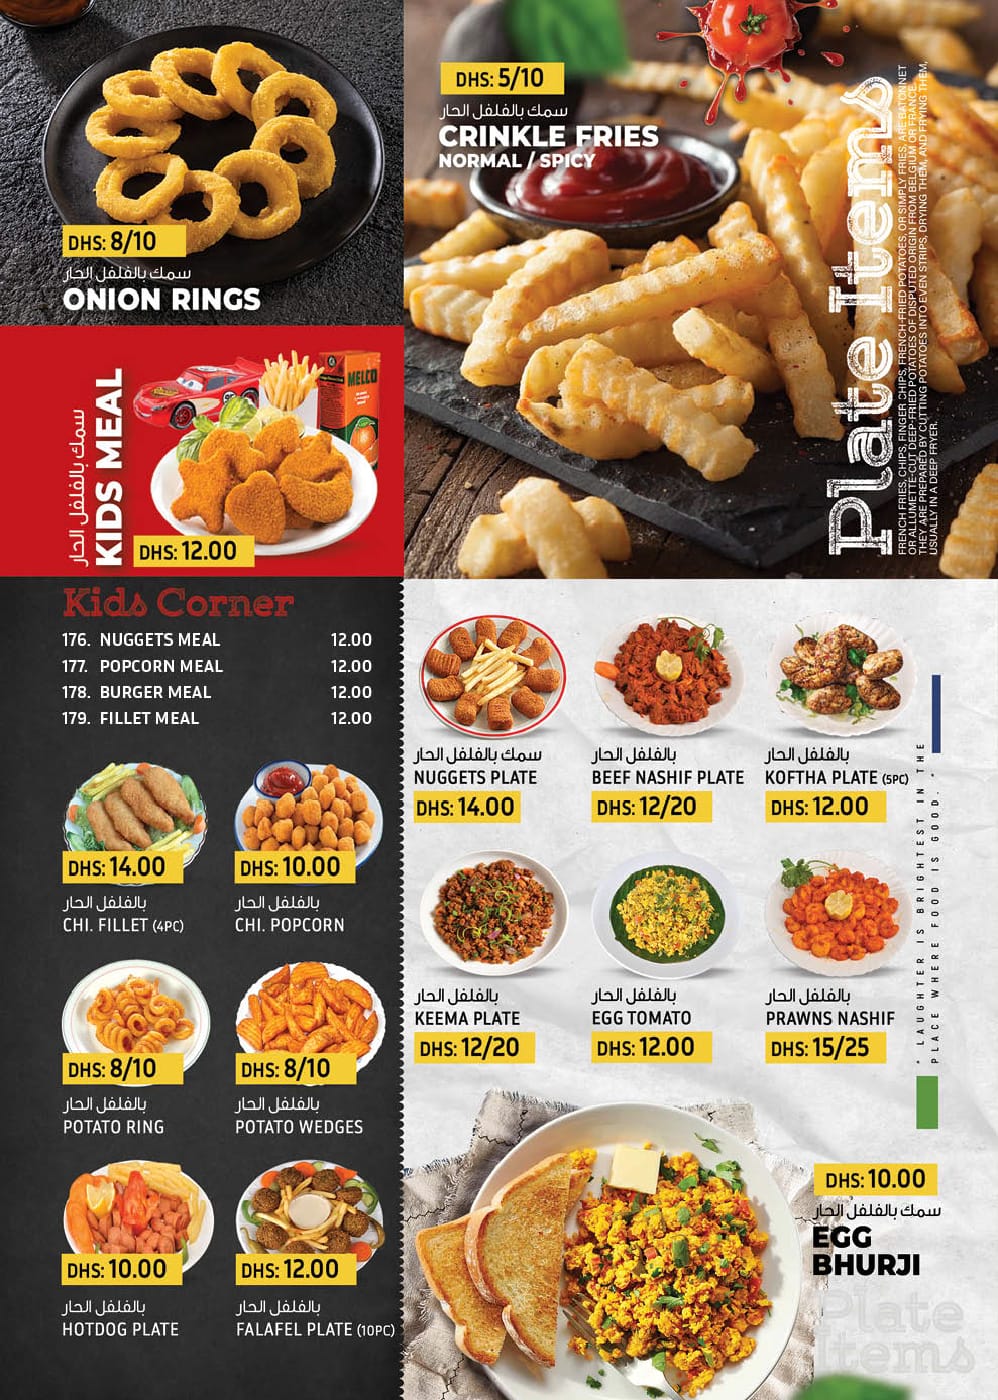 DHS: 8/10
سمك بالفلفل الحار
ONION RINGS
DHS: 5/10
سمك بالفلفل الحار
CRINKLE FRIES
NORMAL / SPICY
Plate Items
FRENCH FRIES, CHIPS, FINGER CHIPS, FRENCH-FRIED POTATOES, OR SIMPLY FRIES, ARE BATONNET
OR ALLUMETTE-CUT DEEP-FRIED POTATOES OF DISPUTED ORIGIN FROM BELGIUM OR FRANCE.
THEY ARE PREPARED BY CUTTING POTATOES INTO EVEN STRIPS, DRYING THEM, AND FRYING THEM,
USUALLY IN A DEEP FRYER.
سمك بالفلفل الحار
KIDS MEAL
MELCO
DHS: 12.00
Kids Corner
176. NUGGETS MEAL 12.00
177. POPCORN MEAL 12.00
178. BURGER MEAL 12.00
179. FILLET MEAL 12.00
DHS: 14.00
بالفلفل الحار
CHI. FILLET (4PC)
DHS: 10.00
بالفلفل الحار
CHI. POPCORN
DHS: 8/10
بالفلفل الحار
POTATO RING
DHS: 8/10
بالفلفل الحار
POTATO WEDGES
DHS: 10.00
بالفلفل الحار
HOTDOG PLATE
DHS: 12.00
بالفلفل الحار
FALAFEL PLATE (10PC)
سمك بالفلفل الحار
NUGGETS PLATE
DHS: 14.00
بالفلفل الحار
BEEF NASHIF PLATE
DHS: 12/20
بالفلفل الحار
KOFTHA PLATE (5PC)
DHS: 12.00
بالفلفل الحار
KEEMA PLATE
DHS: 12/20
بالفلفل الحار
EGG TOMATO
DHS: 12.00
بالفلفل الحار
PRAWNS NASHIF
DHS: 15/25
" LAUGHTER IS BRIGHTEST IN THE
PLACE WHERE FOOD IS GOOD. "
DHS: 10.00
سمك بالفلفل الحار
EGG
BHURJI
Plate
Items